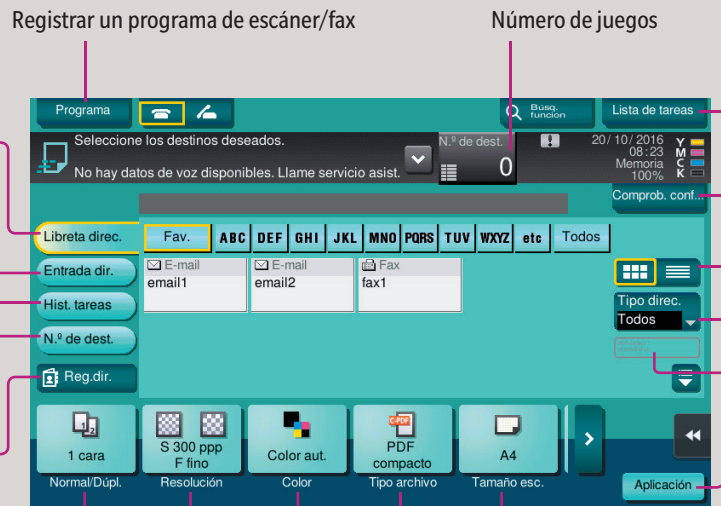 Registrar un programa de escáner/fax
Número de juegos
Programa
Búsq. función
Lista de tareas
Seleccione los destinos deseados.
N.º de dest.
20/10/2016
08:23
Memoria
100%
Y
M
C
K
No hay datos de voz disponibles. Llame servicio asist.
0
Comprob. conf...
Libreta direc.
Fav.
ABC
DEF
GHI
JKL
MNO
PQRS
TUV
WXYZ
etc
Todos
Entrada dir.
E-mail
email1
E-mail
email2
Fax
fax1
Hist. tareas
Tipo direc.
Todos
N.º de dest.
Reg.dir.
1 cara
S 300 ppp
F fino
Color aut.
C-PDF
PDF
compacto
A4
Normal/Dúpl.
Resolución
Color
Tipo archivo
Tamaño esc.
Aplicación